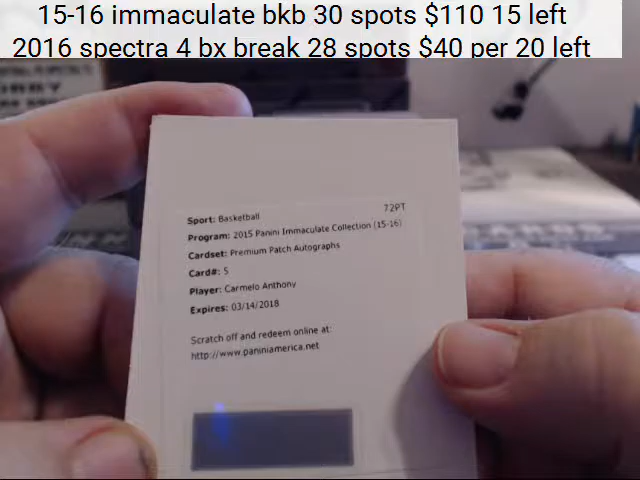 15-16 immaculate bkb 30 spots $110 15 left
2016 spectra 4 bx break 28 spots $40 per 20 left
72PT
Sport: Basketball
Program: 2015 Panini Immaculate Collection (15-16)
Cardset: Premium Patch Autographs
Card#: 5
Player: Carmelo Anthony
Expires: 03/14/2018
Scratch off and redeem online at:
http://www.paniniamerica.net